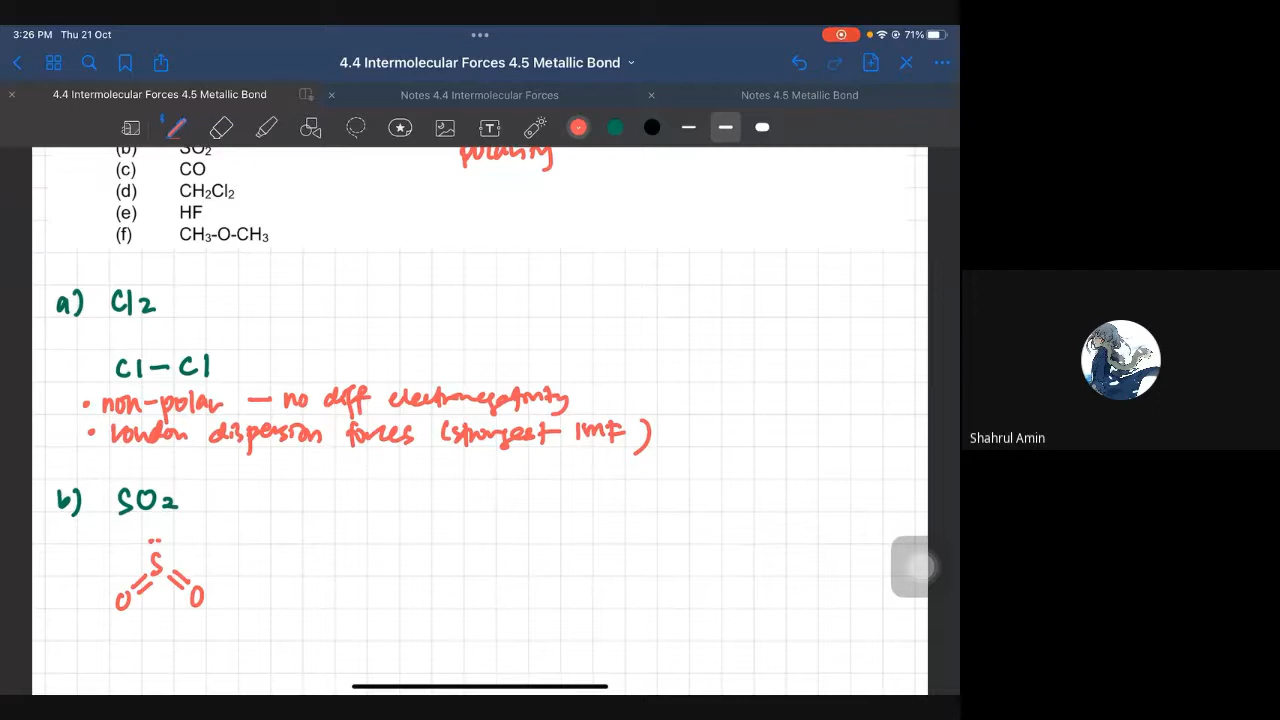 3:26 PM Thu 21 Oct
71%
4.4 Intermolecular Forces 4.5 Metallic Bond
4.4 Intermolecular Forces 4.5 Metallic Bond
Notes 4.4 Intermolecular Forces
Notes 4.5 Metallic Bond
(b) SO₂
polarity
(c) CO
(d) CH₂Cl₂
(e) HF
(f) CH₃-O-CH₃
a) Cl₂
Cl - Cl
• non-polar — no diff electronegativity
• london dispersion forces (strongest IMF)
b) SO₂
S
O O
Shahrul Amin